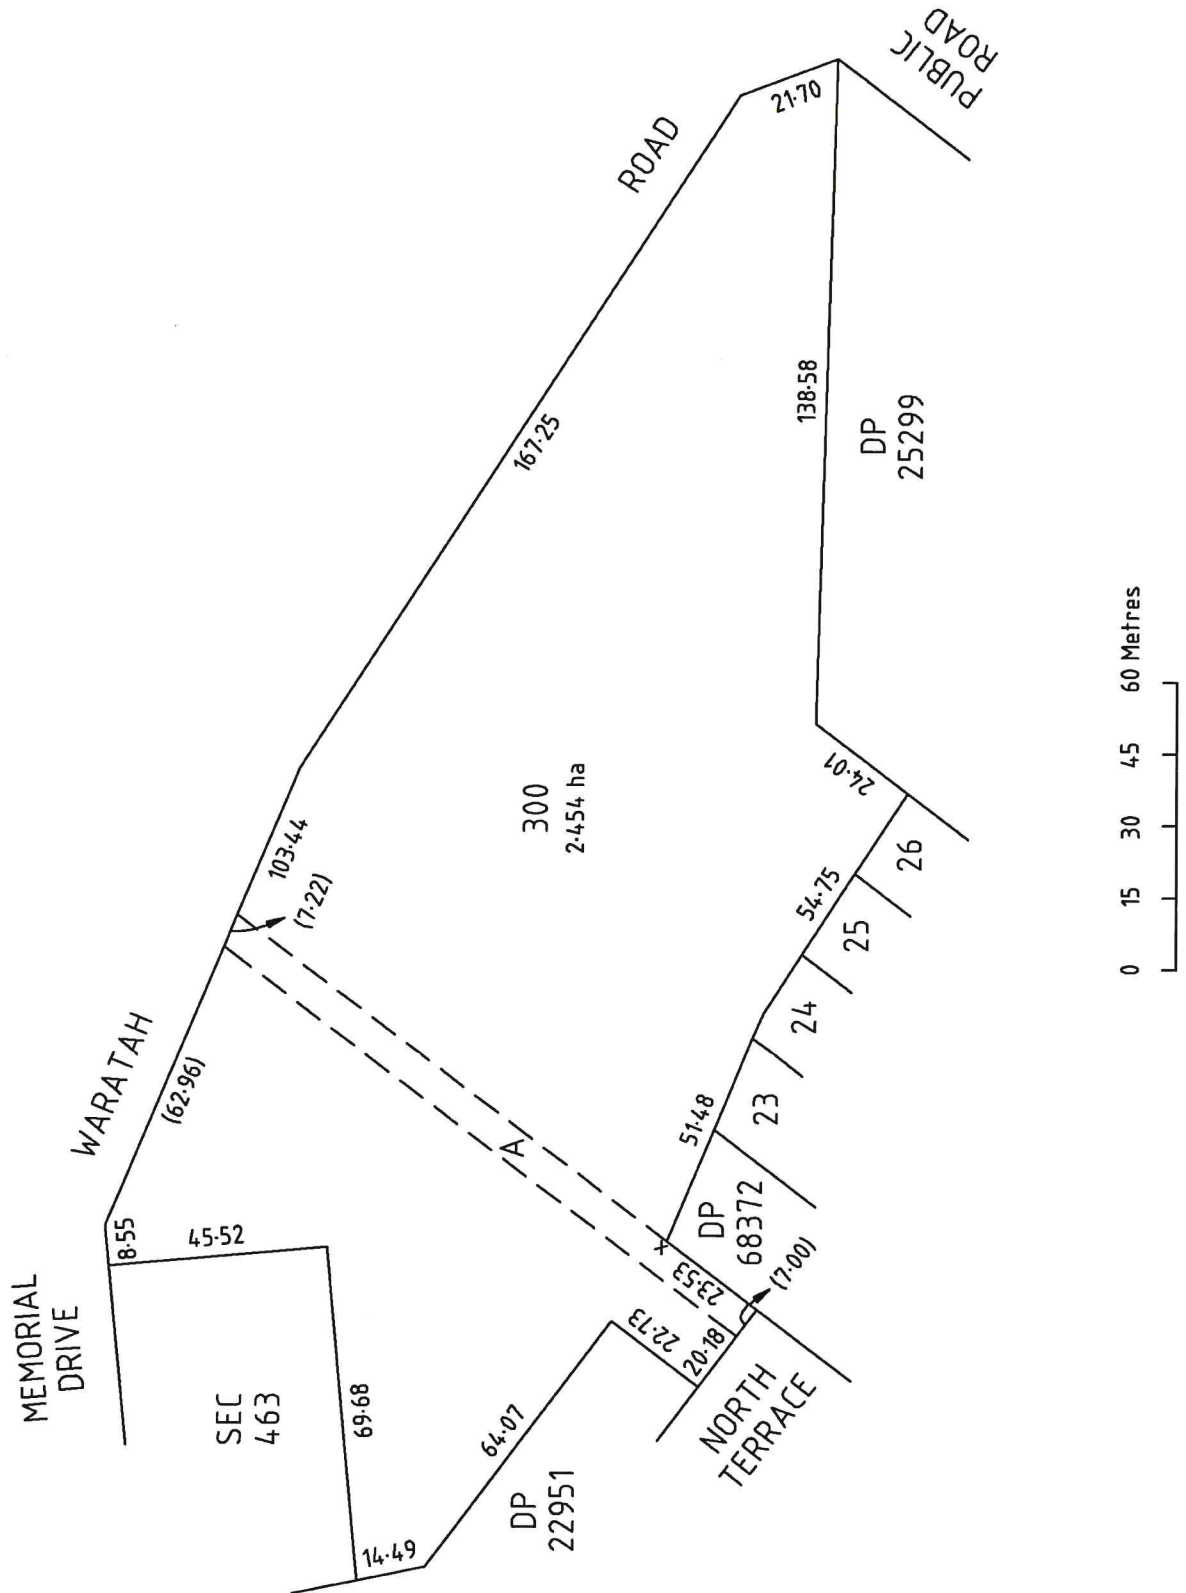 MEMORIAL
DRIVE
WARATAH
ROAD
PUBLIC
ROAD
8·55
45·52
(62·96)
(7·22)
103·44
167·25
21·70
SEC
463
69·68
14·49
64·07
DP
22951
22·73
20·18
23·53
X
(7·00)
NORTH
TERRACE
A
300
2·454 ha
DP
68372
51·48
23
24
54·75
25
26
24·01
138·58
DP
25299
0 15 30 45 60 Metres